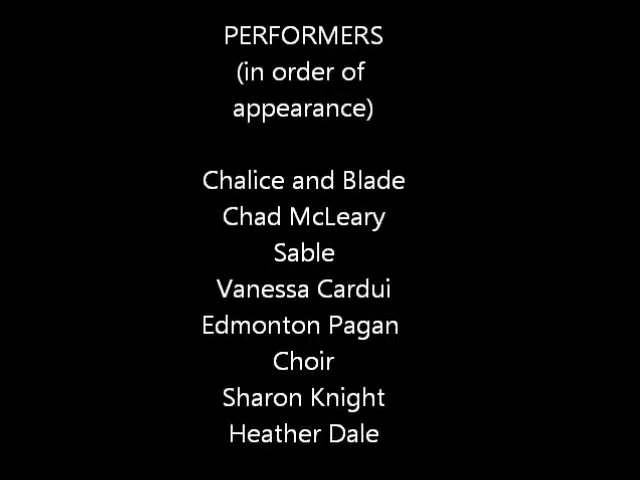 PERFORMERS
(in order of
appearance)
Chalice and Blade
Chad McLeary
Sable
Vanessa Cardui
Edmonton Pagan
Choir
Sharon Knight
Heather Dale